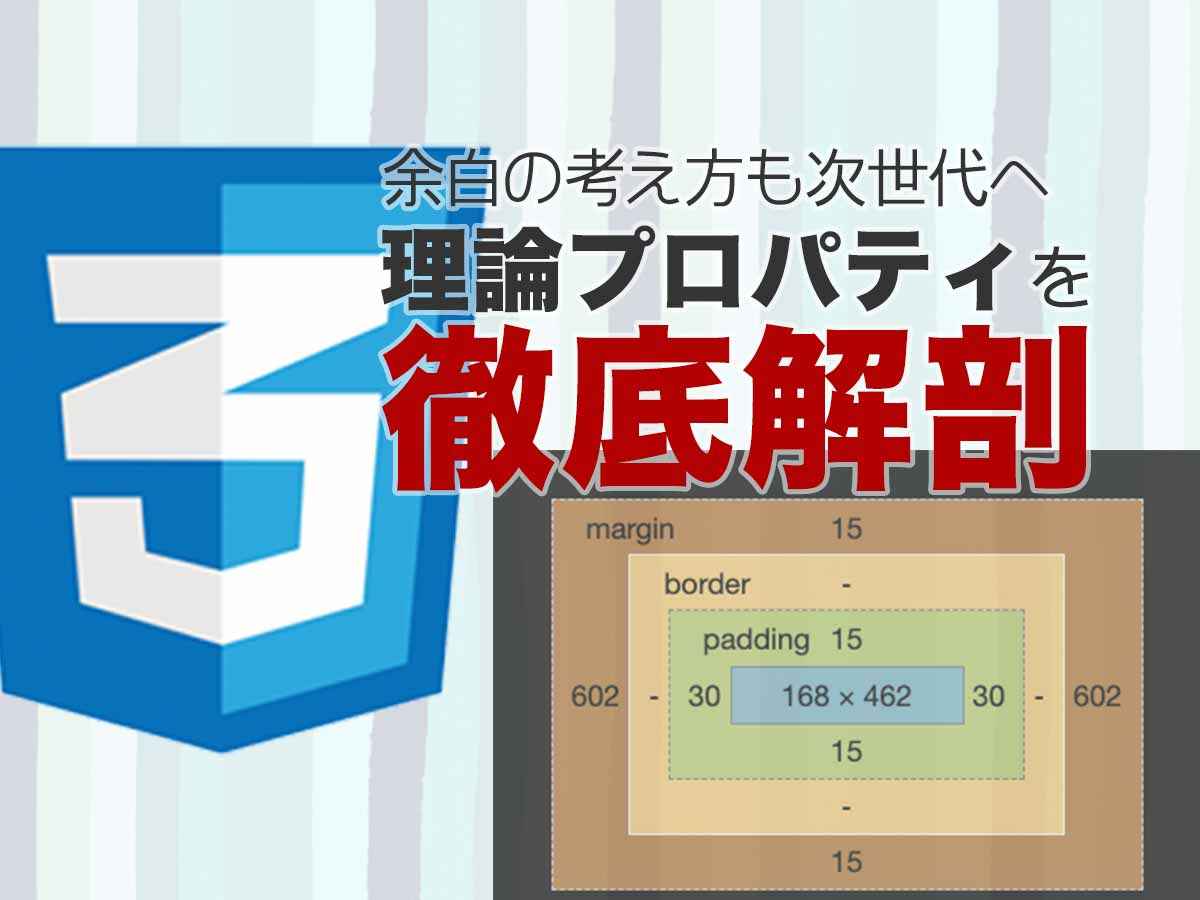 余白の考え方も次世代へ
理論プロパティを
徹底解剖
margin 15
border -
padding 15
602 - 30 168 × 462 30 - 602
15
-
15